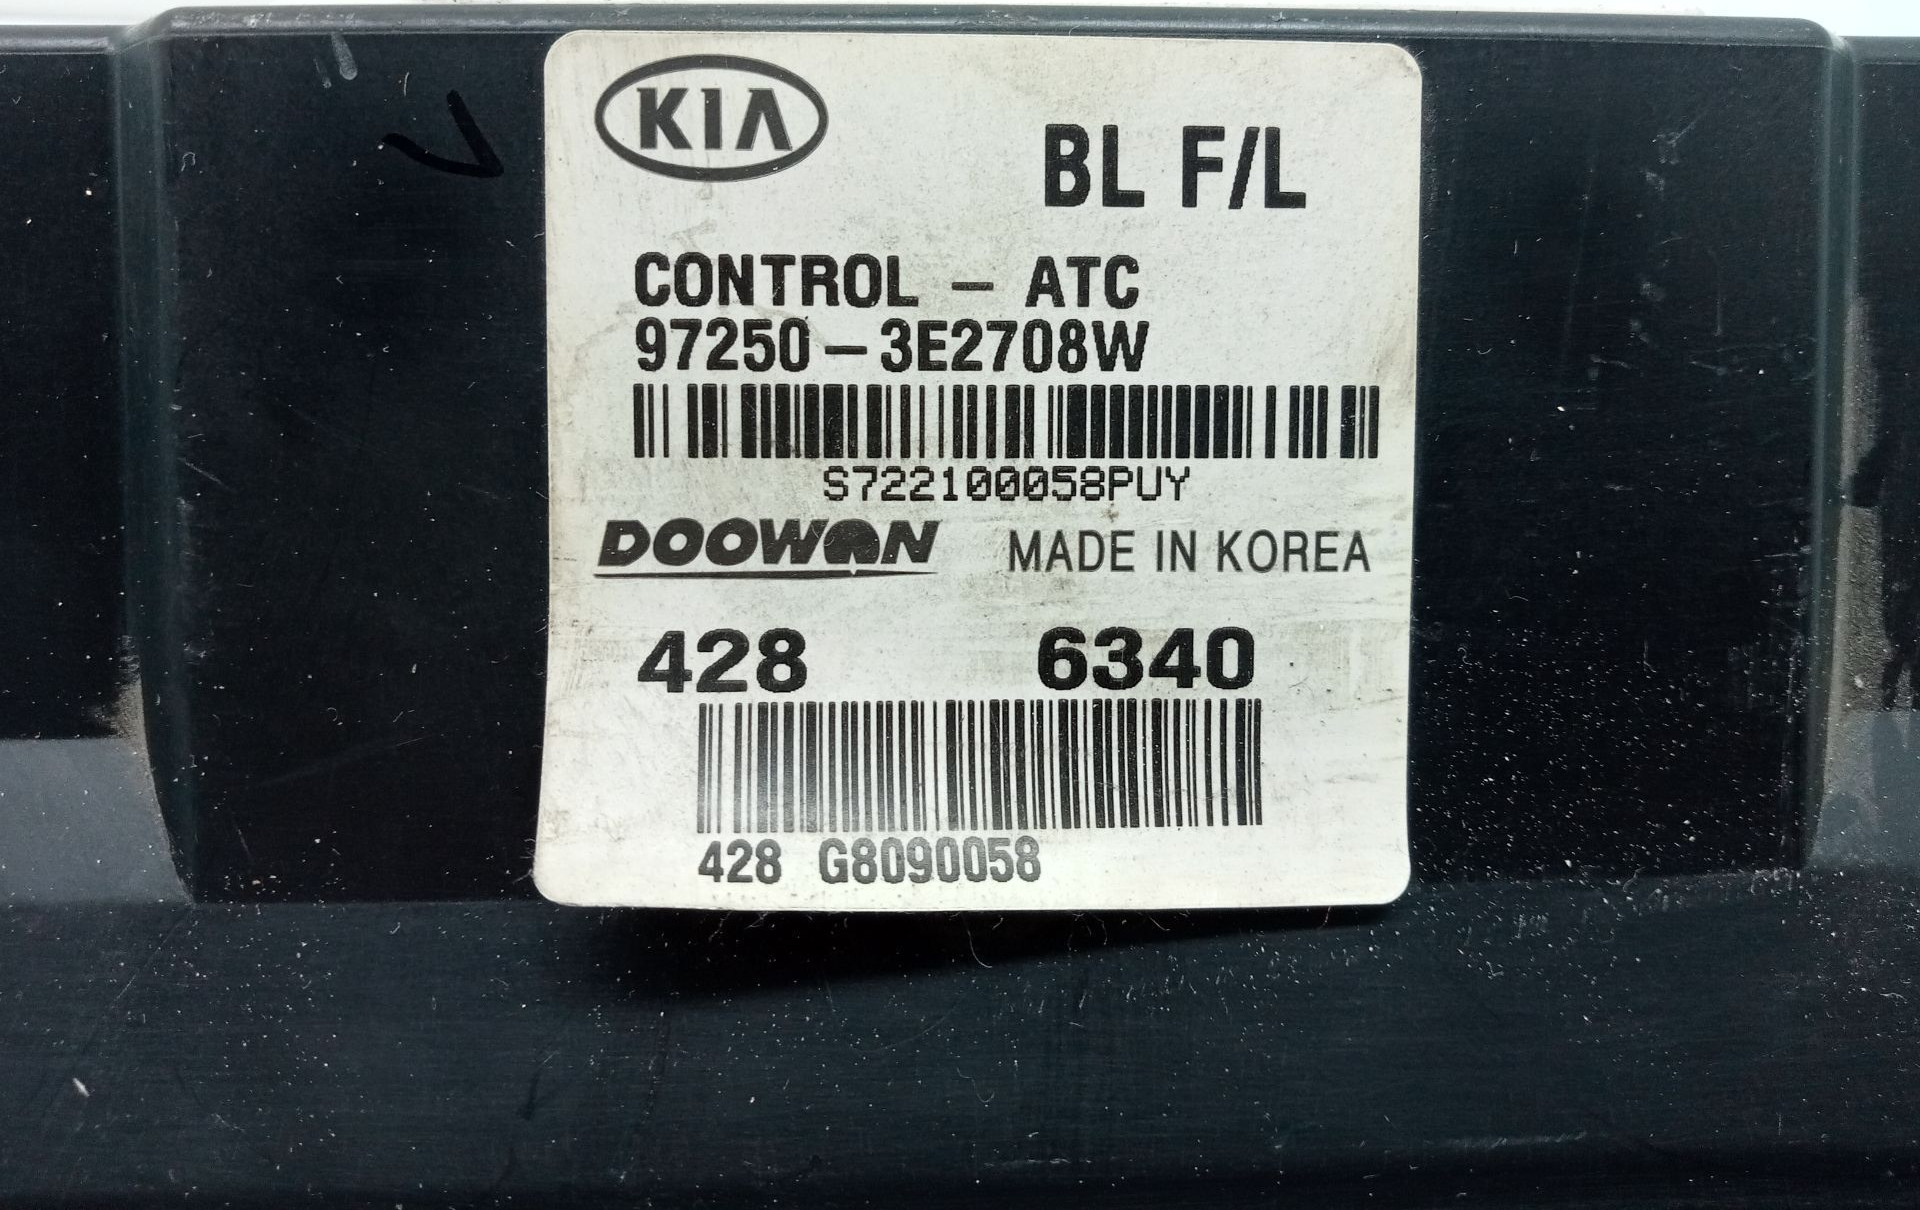 KIA
BL F/L
CONTROL - ATC
97250-3E2708W
S722100058PUY
DOOWON MADE IN KOREA
428 6340
428 G8090058